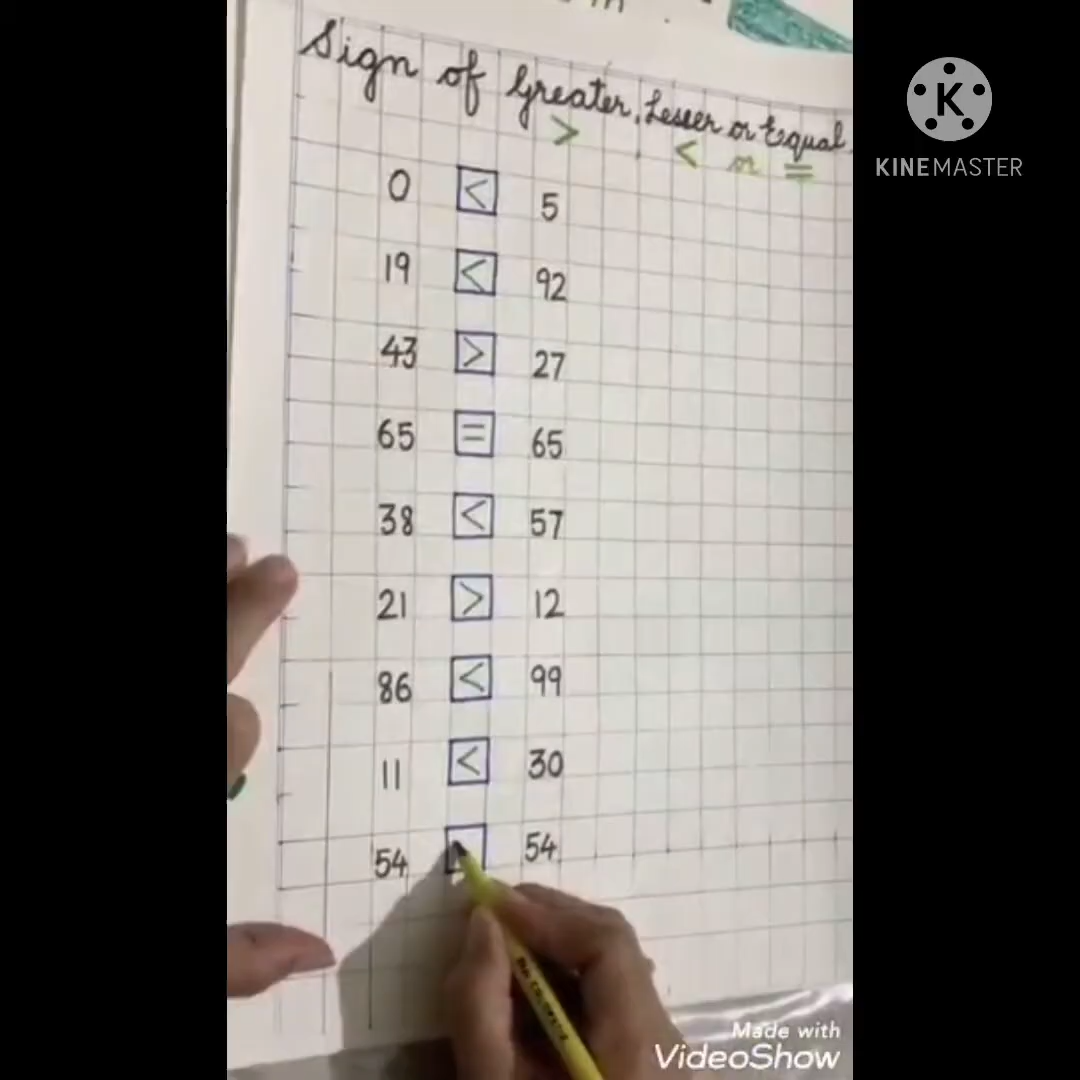 Sign of Greater, Lesser or Equal.
> < or =
0 < 5
19 < 92
43 > 27
65 = 65
38 < 57
21 > 12
86 < 99
11 < 30
54 54
K
KINEMASTER
Made with
VideoShow